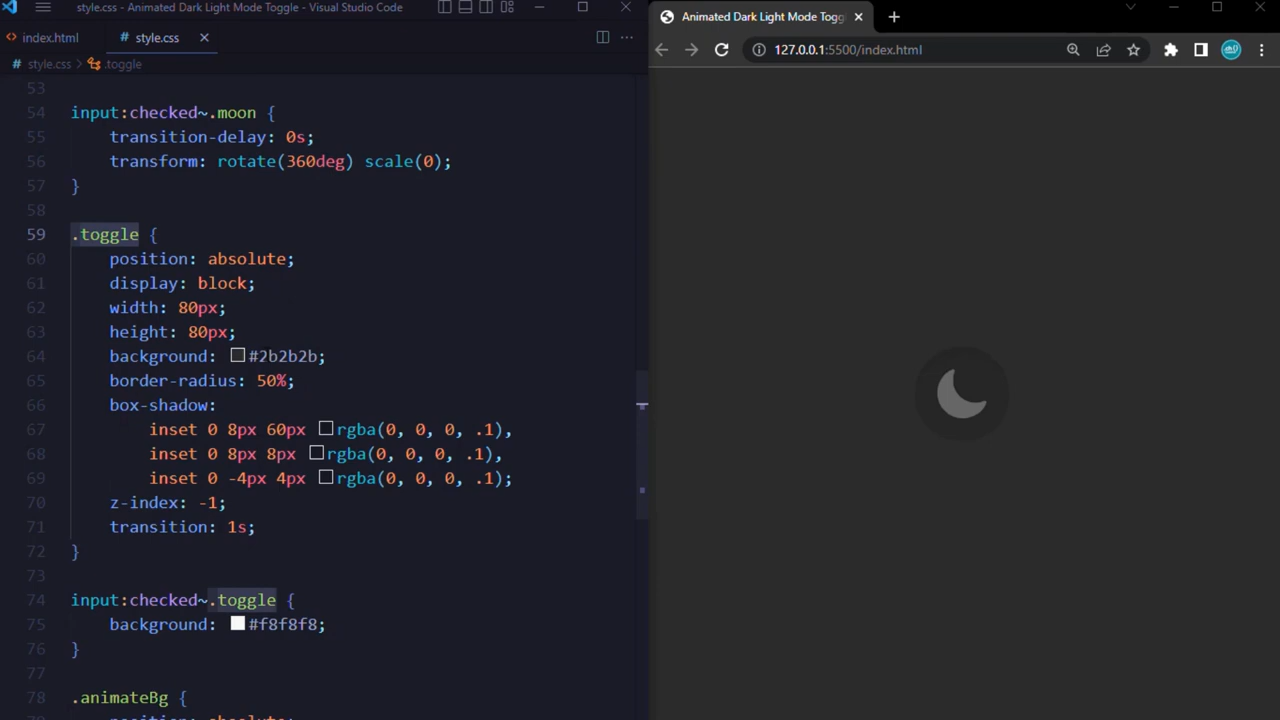 style.css - Animated Dark Light Mode Toggle - Visual Studio Code
index.html
style.css
style.css
.toggle
53
54 input:checked~.moon {
55 transition-delay: 0s;
56 transform: rotate(360deg) scale(0);
57 }
58
59 .toggle {
60 position: absolute;
61 display: block;
62 width: 80px;
63 height: 80px;
64 background: #2b2b2b;
65 border-radius: 50%;
66 box-shadow:
67 inset 0 8px 60px rgba(0, 0, 0, .1),
68 inset 0 8px 8px rgba(0, 0, 0, .1),
69 inset 0 -4px 4px rgba(0, 0, 0, .1);
70 z-index: -1;
71 transition: 1s;
72 }
73
74 input:checked~.toggle {
75 background: #f8f8f8;
76 }
77
78 .animateBg {
Animated Dark Light Mode Togg
127.0.0.1:5500/index.html